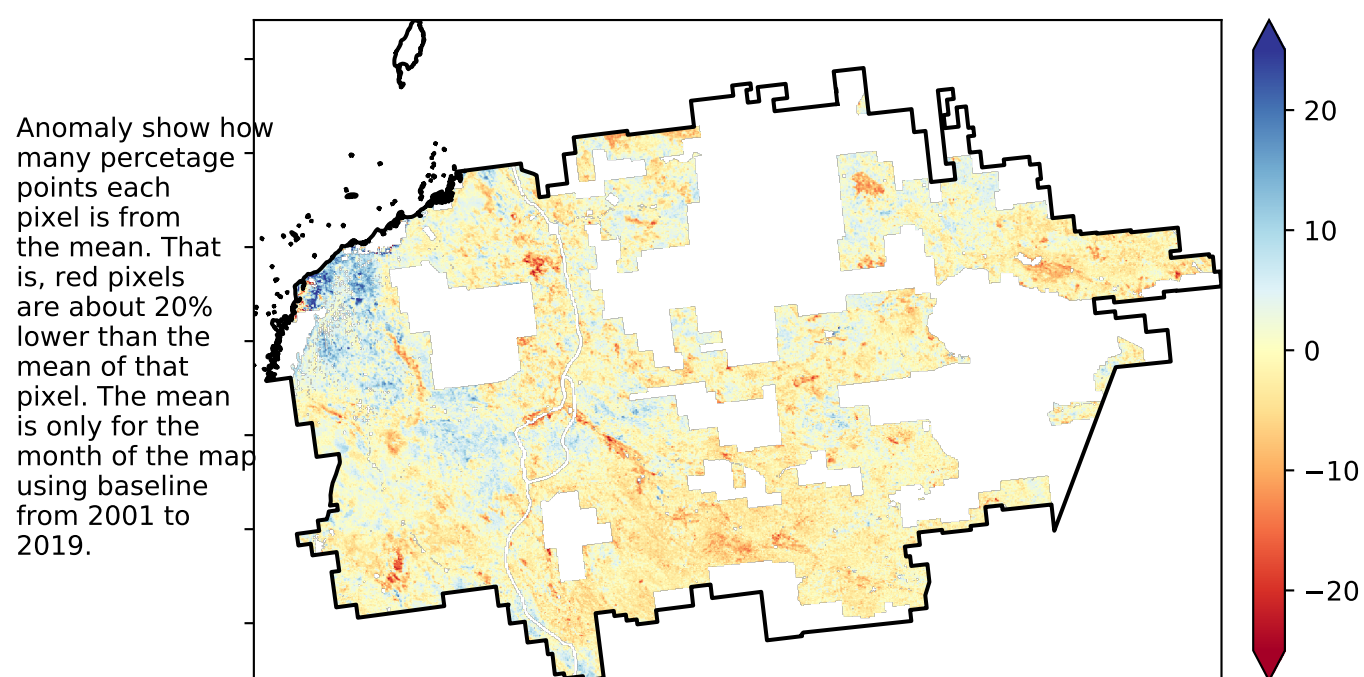 Anomaly show how
many percetage
points each
pixel is from
the mean. That
is, red pixels
are about 20%
lower than the
mean of that
pixel. The mean
is only for the
month of the map
using baseline
from 2001 to
2019.
20
10
0
−10
−20